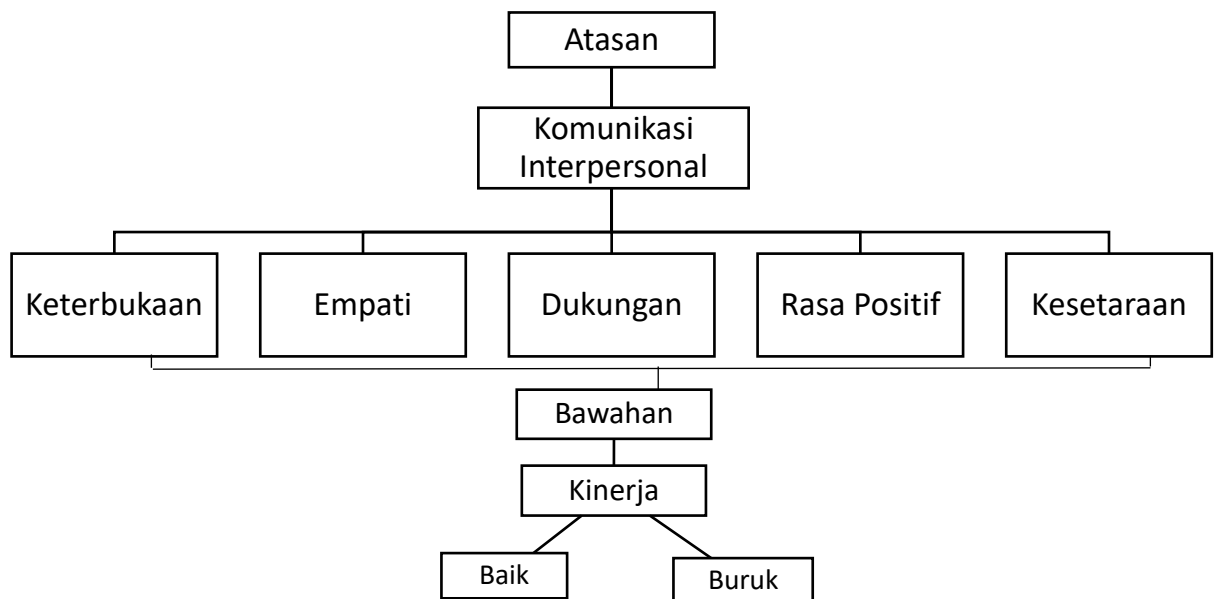 Atasan
Komunikasi
Interpersonal
Keterbukaan
Empati
Dukungan
Rasa Positif
Kesetaraan
Bawahan
Kinerja
Baik
Buruk